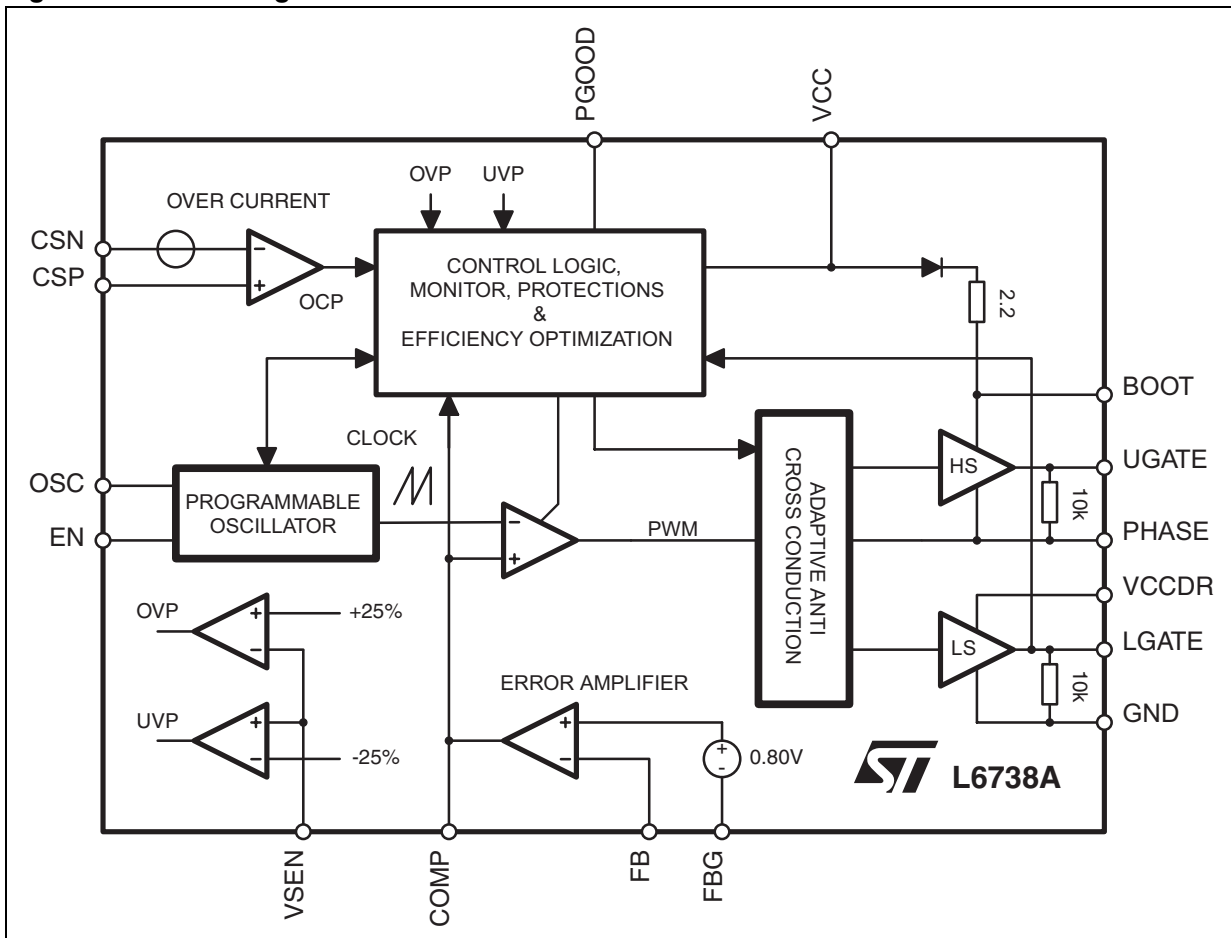 PGOOD
VCC
OVP
UVP
OVER CURRENT
CSN
CSP
-
+
OCP
CONTROL LOGIC,
MONITOR, PROTECTIONS
&
EFFICIENCY OPTIMIZATION
2.2
BOOT
CLOCK
OSC
EN
PROGRAMMABLE
OSCILLATOR
-
+
PWM
ADAPTIVE ANTI
CROSS CONDUCTION
HS
UGATE
10k
PHASE
VCCDR
LS
LGATE
10k
GND
OVP
+
-
+25%
UVP
+
-
-25%
ERROR AMPLIFIER
+
-
+
-
0.80V
ST L6738A
VSEN
COMP
FB
FBG